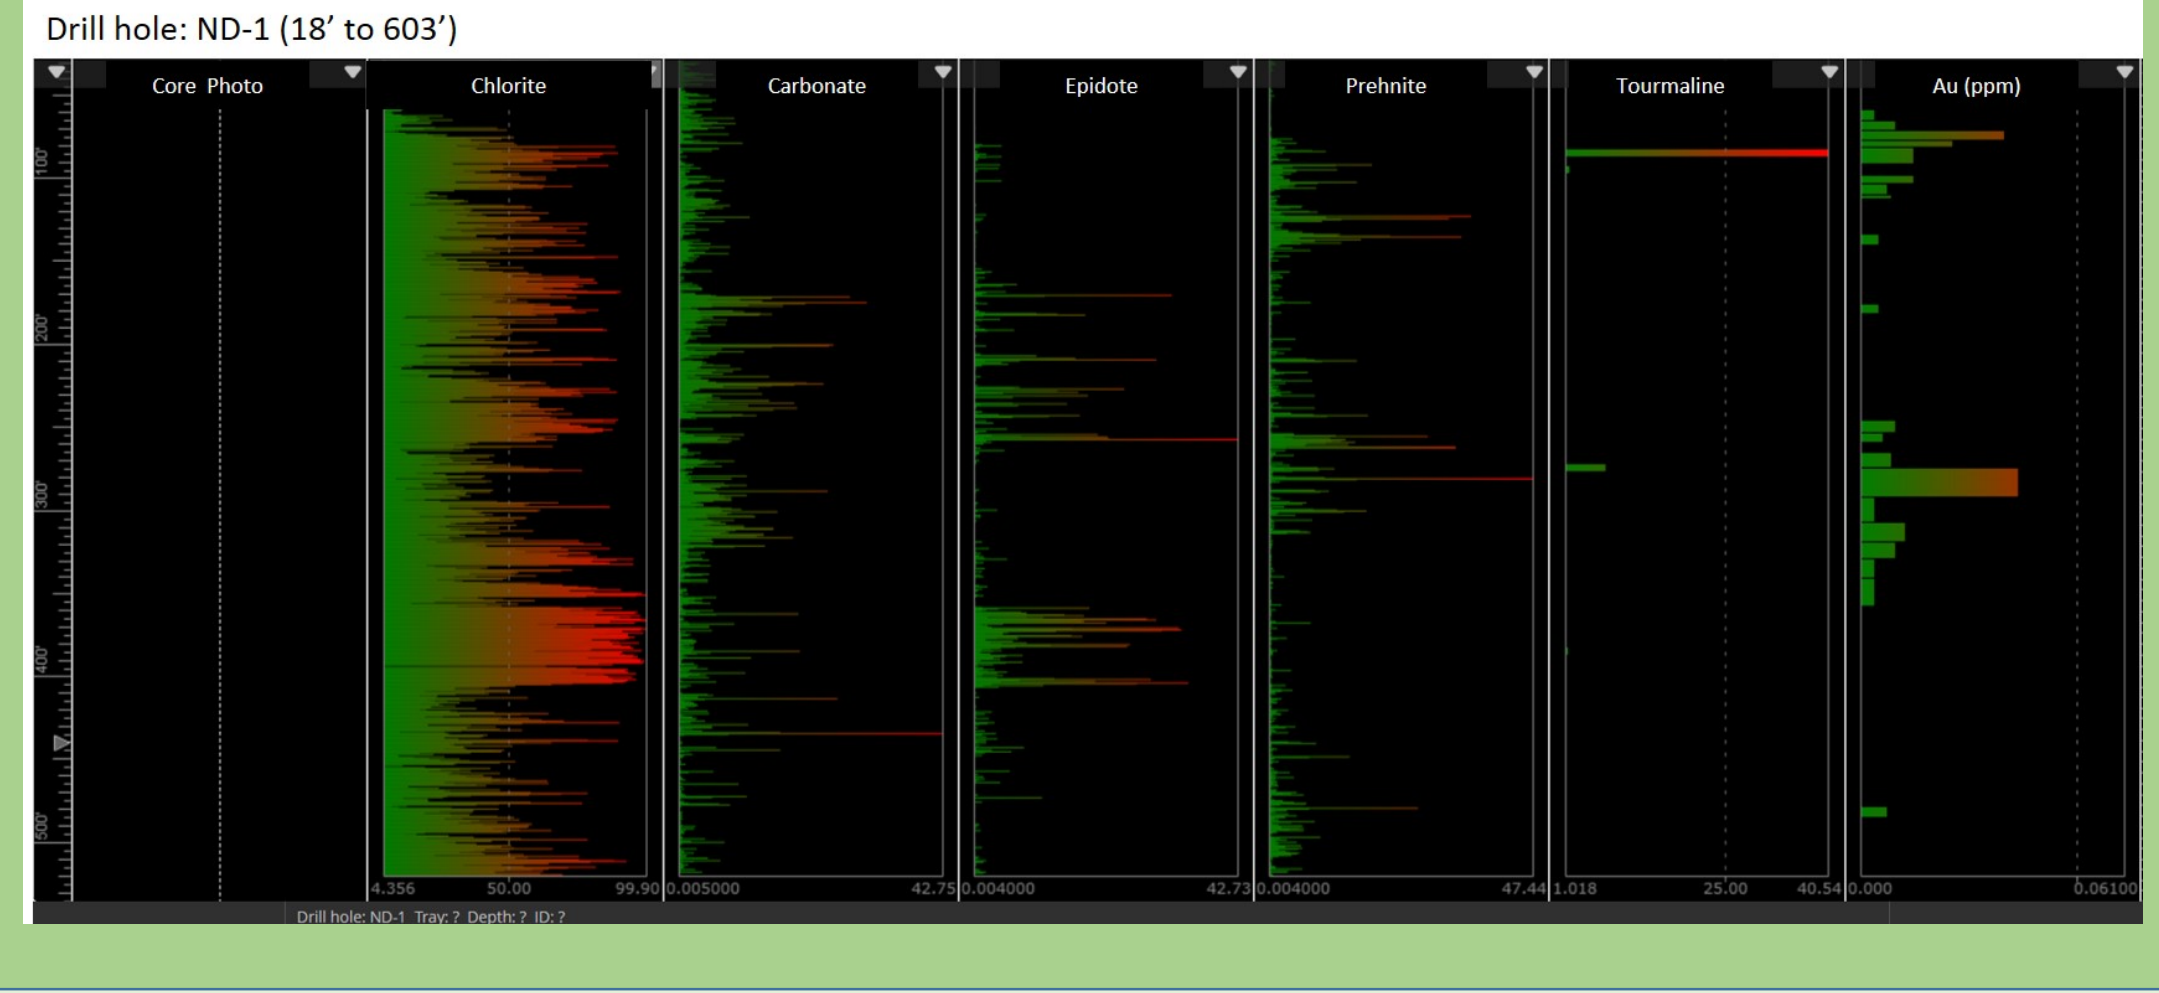 Drill hole: ND-1 (18’ to 603’)
Core Photo
Chlorite
Carbonate
Epidote
Prehnite
Tourmaline
Au (ppm)
100'
200'
300'
400'
500'
4.356 50.00 99.90
0.005000 42.75
0.004000 42.73
0.004000 47.44
1.018 25.00 40.54
0.000 0.06100
Drill hole: ND-1 Tray: ? Depth: ? ID: ?